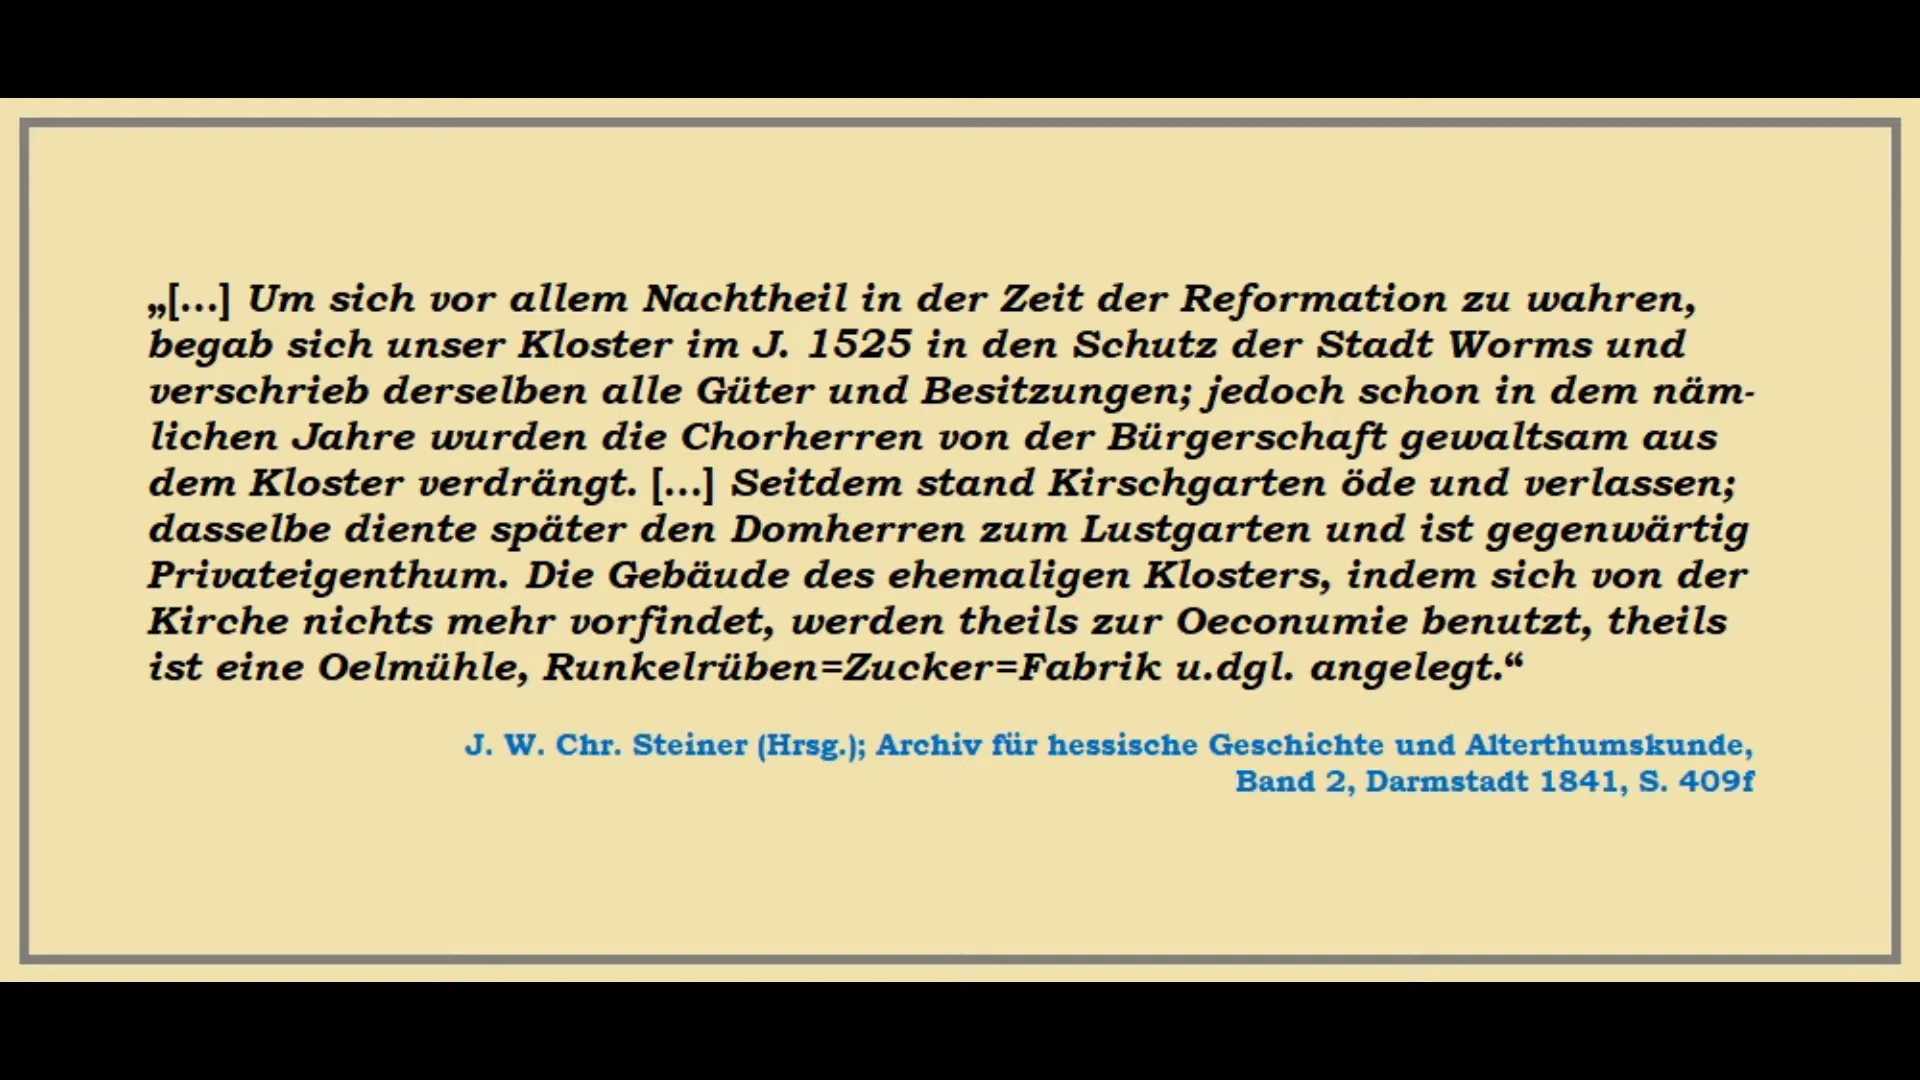 „[...] Um sich vor allem Nachtheil in der Zeit der Reformation zu wahren,
begab sich unser Kloster im J. 1525 in den Schutz der Stadt Worms und
verschrieb derselben alle Güter und Besitzungen; jedoch schon in dem näm-
lichen Jahre wurden die Chorherren von der Bürgerschaft gewaltsam aus
dem Kloster verdrängt. [...] Seitdem stand Kirschgarten öde und verlassen;
dasselbe diente später den Domherren zum Lustgarten und ist gegenwärtig
Privateigenthum. Die Gebäude des ehemaligen Klosters, indem sich von der
Kirche nichts mehr vorfindet, werden theils zur Oeconumie benutzt, theils
ist eine Oelmühle, Runkelrüben=Zucker=Fabrik u.dgl. angelegt.“
J. W. Chr. Steiner (Hrsg.); Archiv für hessische Geschichte und Alterthumskunde,
Band 2, Darmstadt 1841, S. 409f